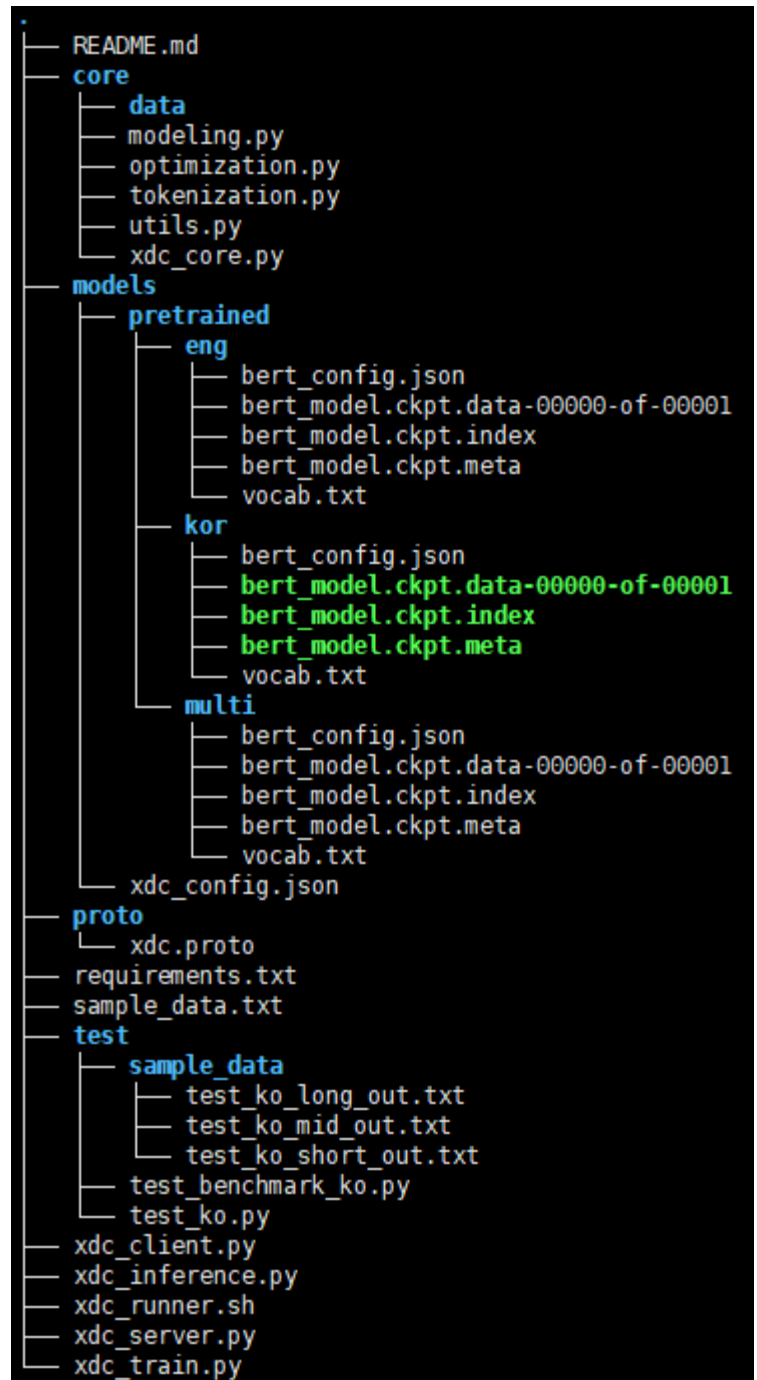 .
├── README.md
├── core
│   ├── data
│   ├── modeling.py
│   ├── optimization.py
│   ├── tokenization.py
│   ├── utils.py
│   └── xdc_core.py
├── models
│   ├── pretrained
│   │   ├── eng
│   │   │   ├── bert_config.json
│   │   │   ├── bert_model.ckpt.data-00000-of-00001
│   │   │   ├── bert_model.ckpt.index
│   │   │   ├── bert_model.ckpt.meta
│   │   │   └── vocab.txt
│   │   ├── kor
│   │   │   ├── bert_config.json
│   │   │   ├── bert_model.ckpt.data-00000-of-00001
│   │   │   ├── bert_model.ckpt.index
│   │   │   ├── bert_model.ckpt.meta
│   │   │   └── vocab.txt
│   │   └── multi
│   │       ├── bert_config.json
│   │       ├── bert_model.ckpt.data-00000-of-00001
│   │       ├── bert_model.ckpt.index
│   │       ├── bert_model.ckpt.meta
│   │       └── vocab.txt
│   └── xdc_config.json
├── proto
│   └── xdc.proto
├── requirements.txt
├── sample_data.txt
├── test
│   ├── sample_data
│   │   ├── test_ko_long_out.txt
│   │   ├── test_ko_mid_out.txt
│   │   └── test_ko_short_out.txt
│   ├── test_benchmark_ko.py
│   └── test_ko.py
├── xdc_client.py
├── xdc_inference.py
├── xdc_runner.sh
├── xdc_server.py
└── xdc_train.py